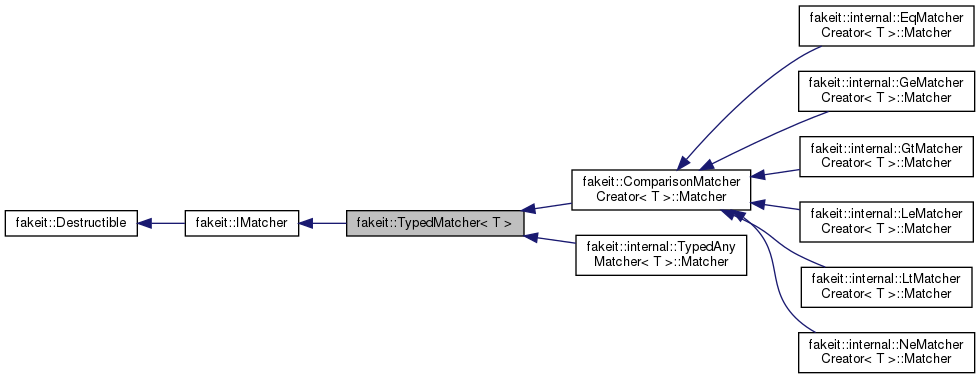 fakeit::internal::EqMatcher
Creator< T >::Matcher
fakeit::internal::GeMatcher
Creator< T >::Matcher
fakeit::internal::GtMatcher
Creator< T >::Matcher
fakeit::ComparisonMatcher
Creator< T >::Matcher
fakeit::internal::LeMatcher
Creator< T >::Matcher
fakeit::Destructible
fakeit::IMatcher
fakeit::TypedMatcher< T >
fakeit::internal::TypedAny
Matcher< T >::Matcher
fakeit::internal::LtMatcher
Creator< T >::Matcher
fakeit::internal::NeMatcher
Creator< T >::Matcher